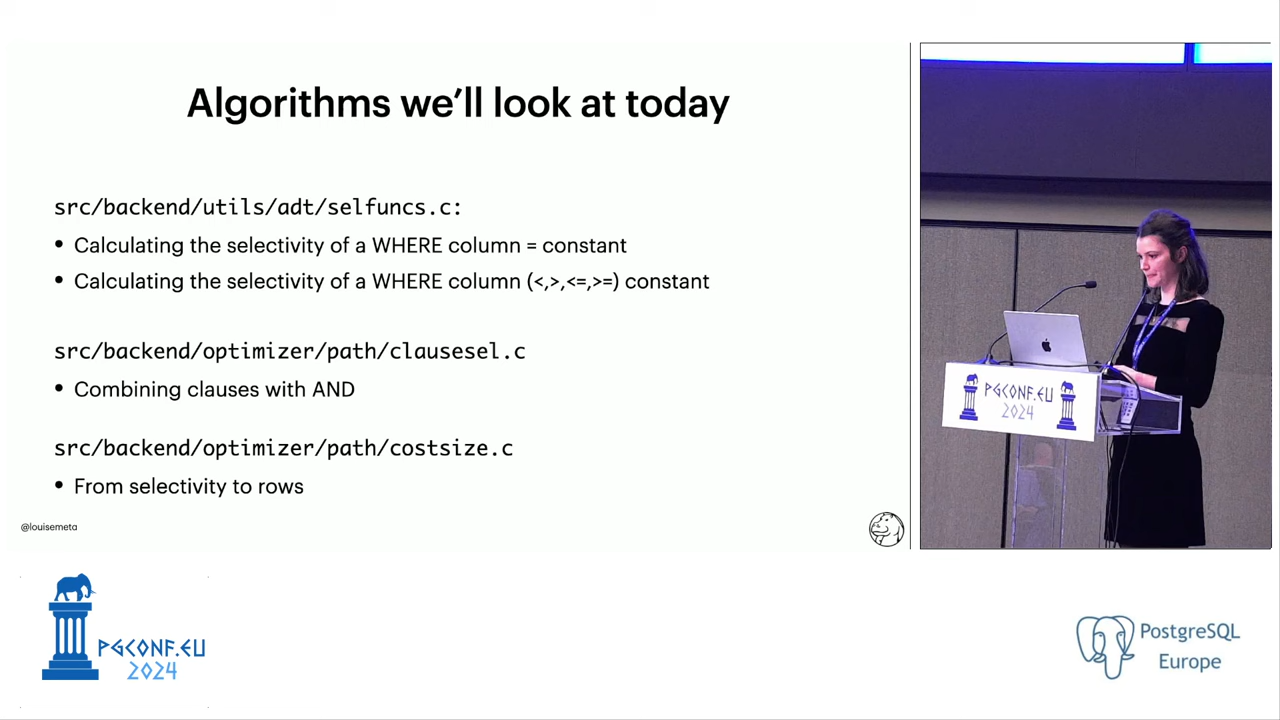 Algorithms we'll look at today
src/backend/utils/adt/selfuncs.c:
• Calculating the selectivity of a WHERE column = constant
• Calculating the selectivity of a WHERE column (<,>,<=,>=) constant
src/backend/optimizer/path/clausesel.c
• Combining clauses with AND
src/backend/optimizer/path/costsize.c
• From selectivity to rows
@louisemeta
PGCONF.EU
2024
PGCONF.EU
2024
PostgreSQL
Europe